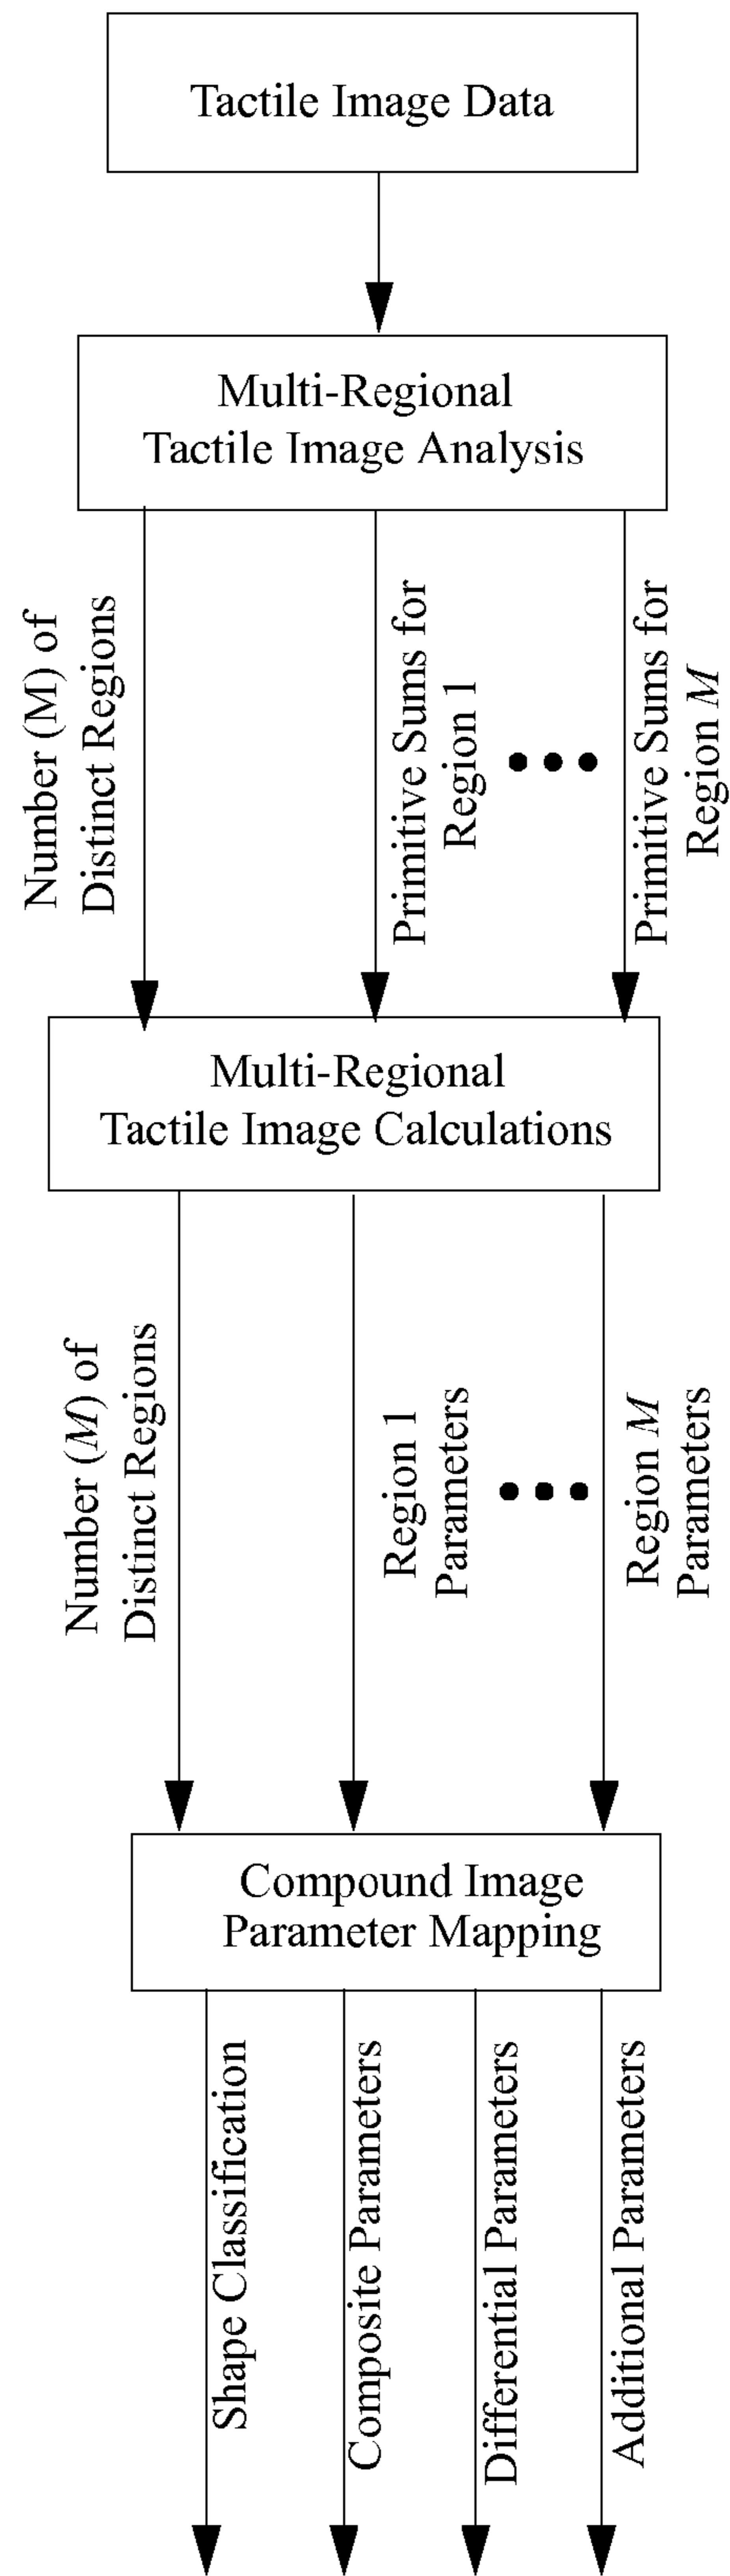 Tactile Image Data
Multi-Regional
Tactile Image Analysis
Number (M) of
Distinct Regions
Primitive Sums for
Region 1
Primitive Sums for
Region M
Multi-Regional
Tactile Image Calculations
Number (M) of
Distinct Regions
Region 1
Parameters
Region M
Parameters
Compound Image
Parameter Mapping
Shape Classification
Composite Parameters
Differential Parameters
Additional Parameters